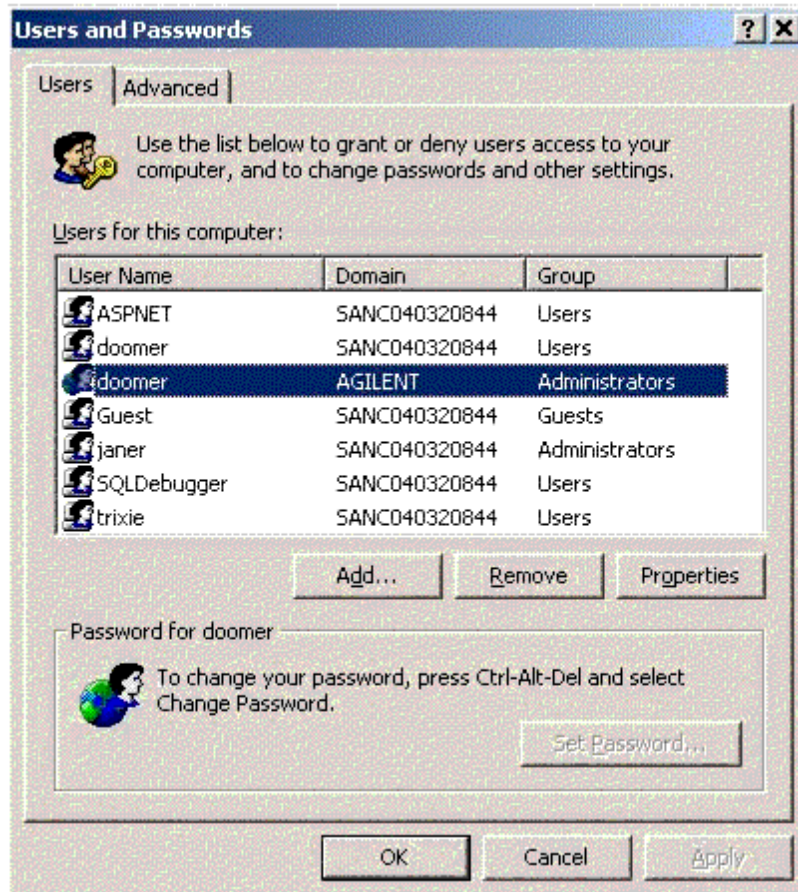 Users and Passwords
Users Advanced
Use the list below to grant or deny users access to your
computer, and to change passwords and other settings.
Users for this computer:
User Name Domain Group
ASPNET SANC040320844 Users
doomer SANC040320844 Users
doomer AGILENT Administrators
Guest SANC040320844 Guests
janer SANC040320844 Administrators
SQLDebugger SANC040320844 Users
trixie SANC040320844 Users
Add... Remove Properties
Password for doomer
To change your password, press Ctrl-Alt-Del and select
Change Password.
Set Password...
OK Cancel Apply